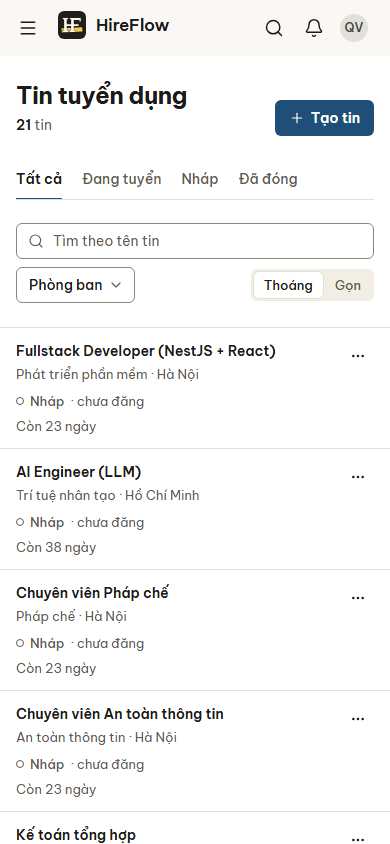 HF HireFlow QV
Tin tuyển dụng
21 tin
+ Tạo tin
Tất cả Đang tuyển Nháp Đã đóng
Tìm theo tên tin
Phòng ban Thoáng Gọn
Fullstack Developer (NestJS + React) ...
Phát triển phần mềm · Hà Nội
Nháp · chưa đăng
Còn 23 ngày
AI Engineer (LLM) ...
Trí tuệ nhân tạo · Hồ Chí Minh
Nháp · chưa đăng
Còn 38 ngày
Chuyên viên Pháp chế ...
Pháp chế · Hà Nội
Nháp · chưa đăng
Còn 23 ngày
Chuyên viên An toàn thông tin ...
An toàn thông tin · Hà Nội
Nháp · chưa đăng
Còn 23 ngày
Kế toán tổng hợp ...